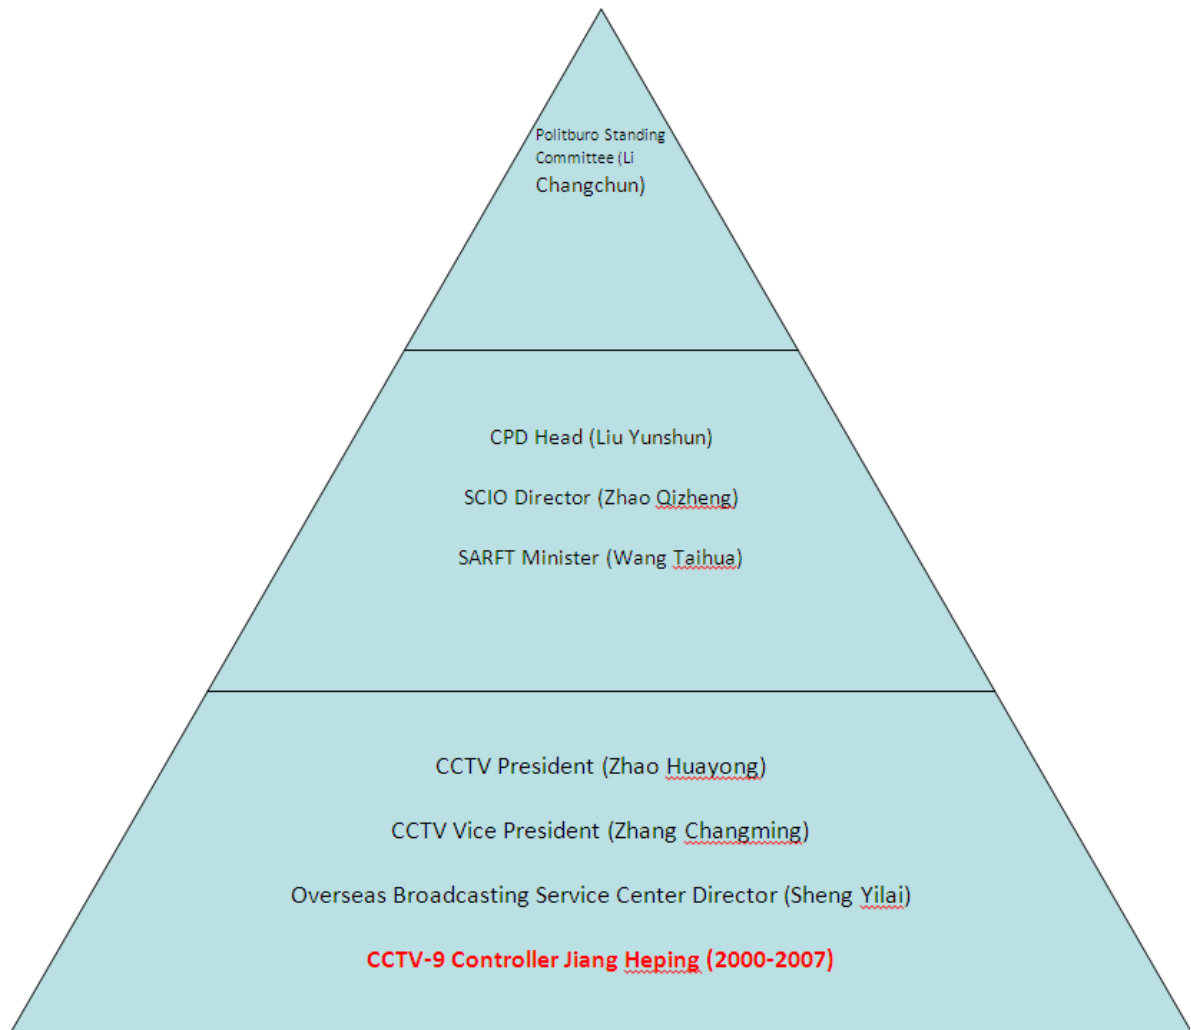 Politburo Standing
Committee (Li
Changchun)
CPD Head (Liu Yunshun)
SCIO Director (Zhao Qizheng)
SARFT Minister (Wang Taihua)
CCTV President (Zhao Huayong)
CCTV Vice President (Zhang Changming)
Overseas Broadcasting Service Center Director (Sheng Yilai)
CCTV-9 Controller Jiang Heping (2000-2007)